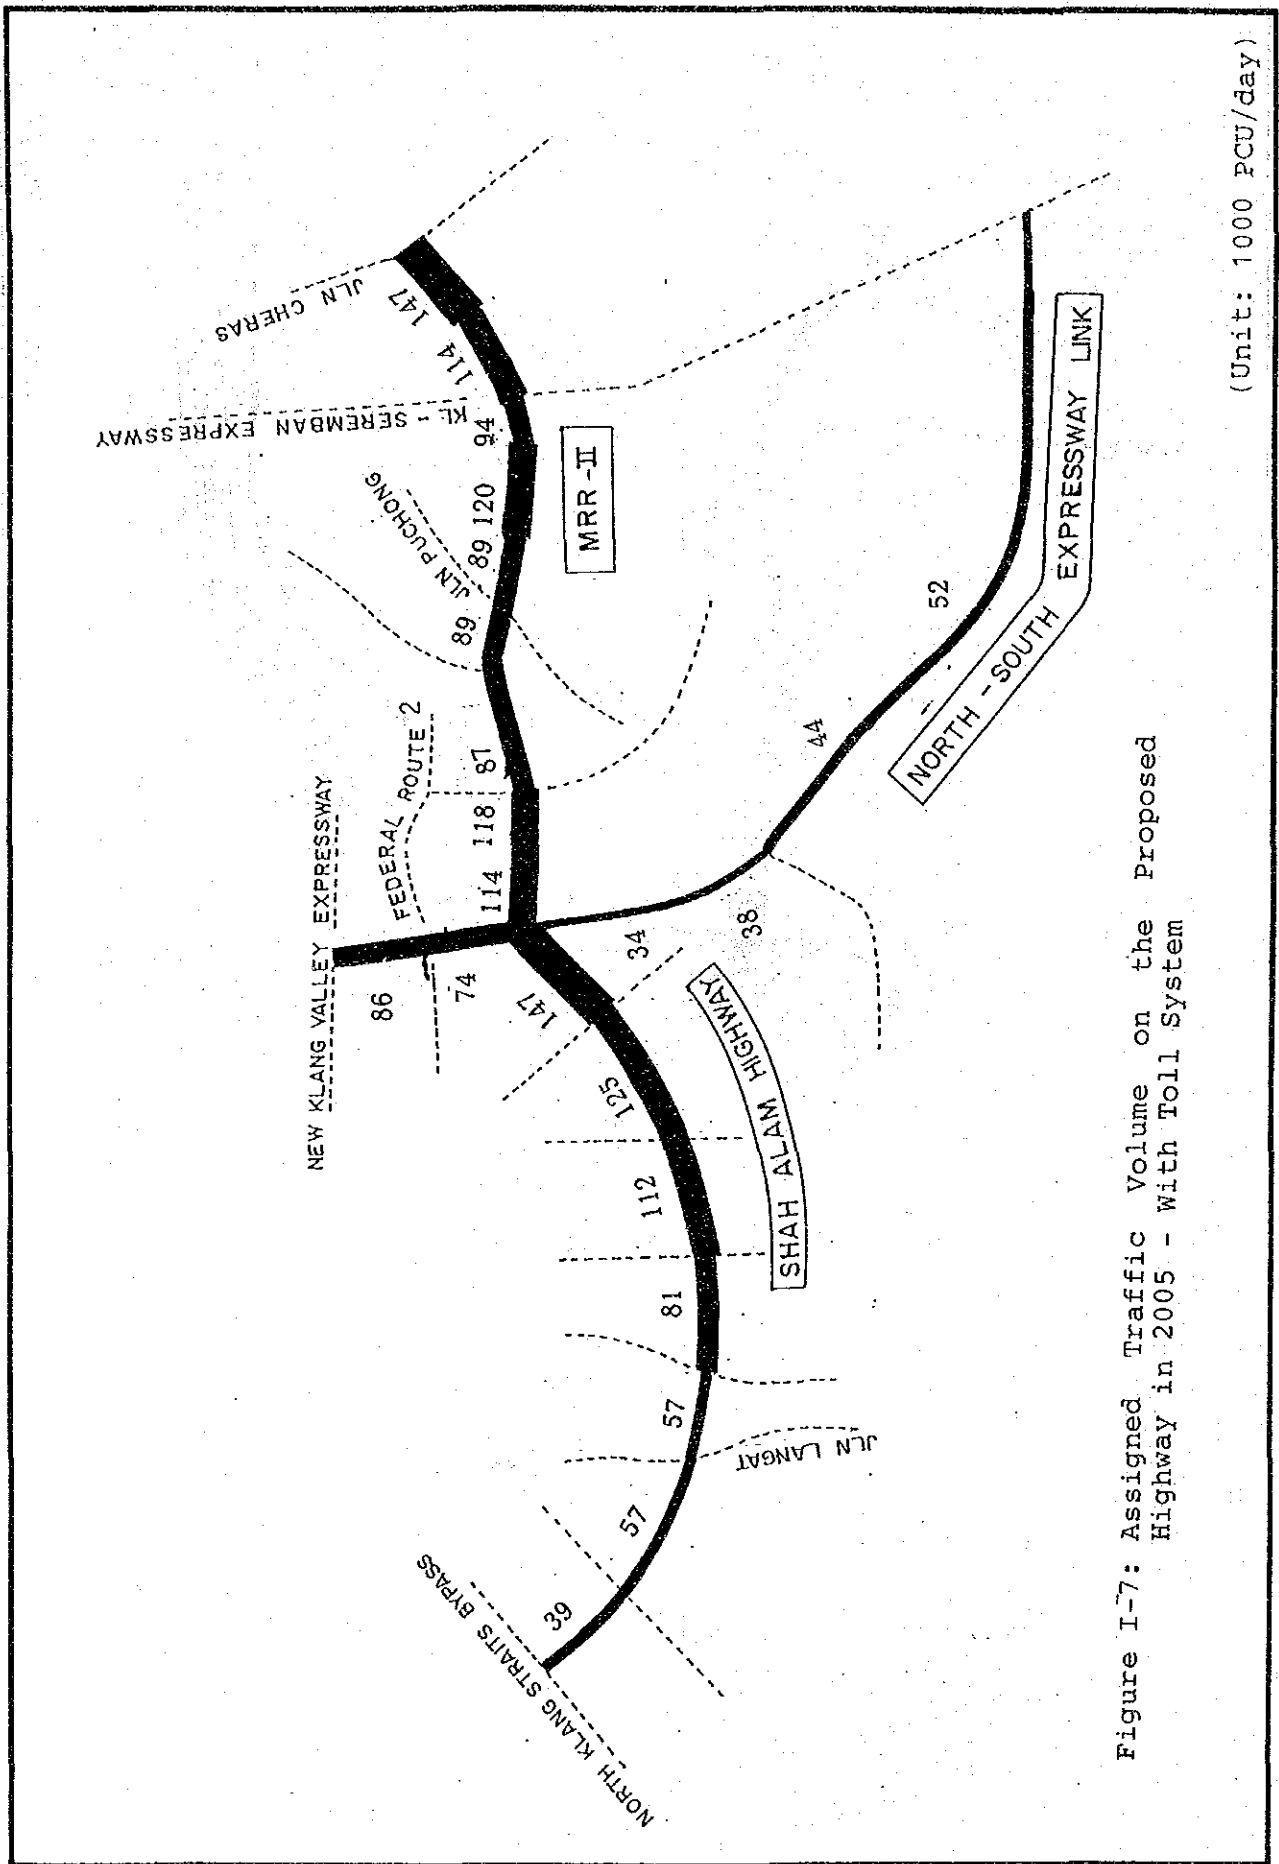 NEW KLANG VALLEY EXPRESSWAY
FEDERAL ROUTE 2
JLN PUCHONG
KL - SEREMBAN EXPRESSWAY
JLN CHERAS
NORTH KLANG STRAITS BYPASS
JLN LANGAT
39
57
57
81
112
125
147
86
74
114
118
87
89
89
120
94
114
147
34
38
44
52
MRR-II
SHAH ALAM HIGHWAY
NORTH - SOUTH EXPRESSWAY LINK
(Unit: 1000 PCU/day)
Figure I-7: Assigned Traffic Volume on the Proposed
Highway in 2005 - With Toll System